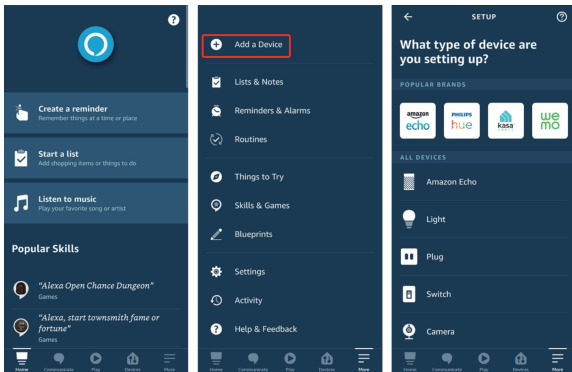 ?
Create a reminder
Remember things at a time or place
Start a list
Add shopping items or things to do
Listen to music
Play your favorite song or artist
Popular Skills
"Alexa Open Chance Dungeon"
Games
"Alexa, start townsmith fame or
fortune"
Games
Home Communicate Play Devices More
Add a Device
Lists & Notes
Reminders & Alarms
Routines
Things to Try
Skills & Games
Blueprints
Settings
Activity
? Help & Feedback
Home Communicate Play Devices More
SETUP ?
What type of device are
you setting up?
POPULAR BRANDS
amazon
echo
PHILIPS
hue
kasa
we
mo
ALL DEVICES
Amazon Echo
Light
Plug
Switch
Camera
Home Communicate Play Devices More